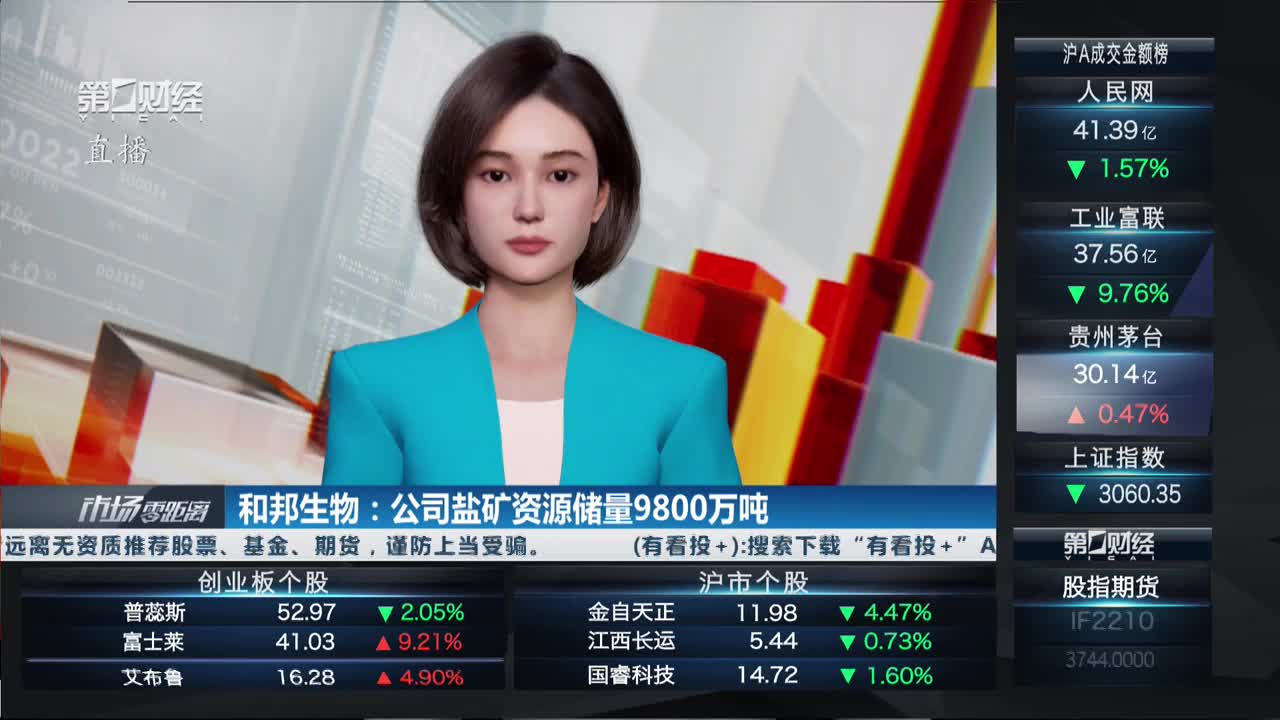 第一财经
YICAI
直播
沪A成交金额榜
人民网
41.39亿
▼ 1.57%
工业富联
37.56亿
▼ 9.76%
贵州茅台
30.14亿
▲ 0.47%
上证指数
▼ 3060.35
第一财经
YICAI
股指期货
IF2210
3744.0000
市场零距离
和邦生物：公司盐矿资源储量9800万吨
远离无资质推荐股票、基金、期货，谨防上当受骗。 (有看投+):搜索下载“有看投+” A
创业板个股
普蕊斯 52.97 ▼2.05%
富士莱 41.03 ▲9.21%
艾布鲁 16.28 ▲4.90%
沪市个股
金自天正 11.98 ▼4.47%
江西长运 5.44 ▼0.73%
国睿科技 14.72 ▼1.60%